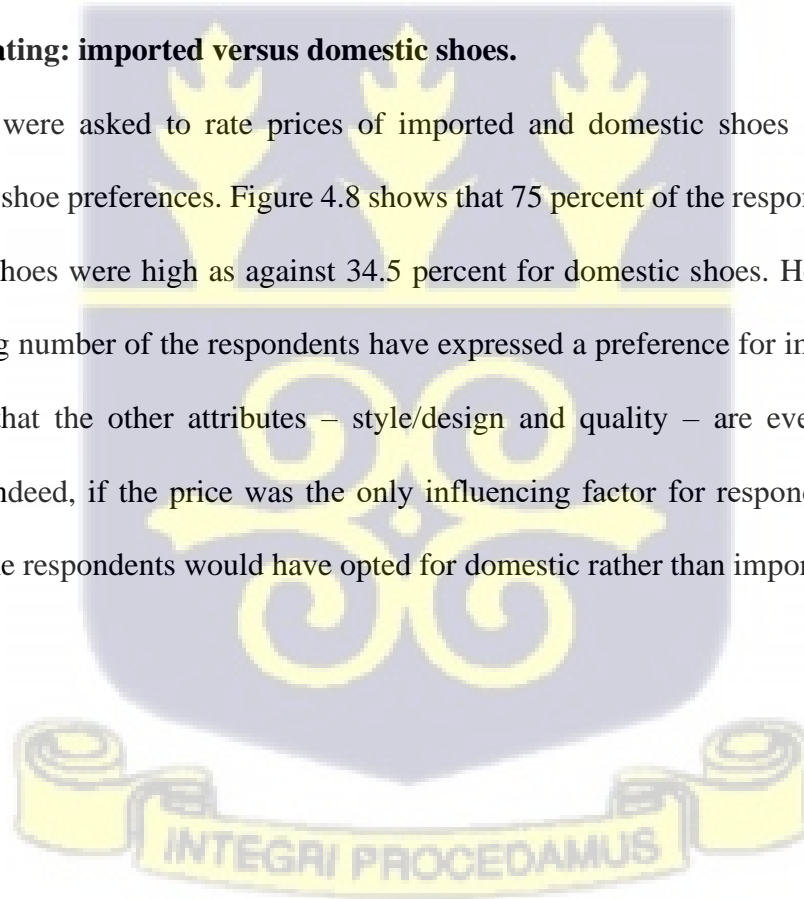 ating: imported versus domestic shoes.
were asked to rate prices of imported and domestic shoes
shoe preferences. Figure 4.8 shows that 75 percent of the respon
hoes were high as against 34.5 percent for domestic shoes. H
g number of the respondents have expressed a preference for in
that the other attributes – style/design and quality – are eve
ndeed, if the price was the only influencing factor for respond
e respondents would have opted for domestic rather than impor
INTEGRI PROCEDAMUS